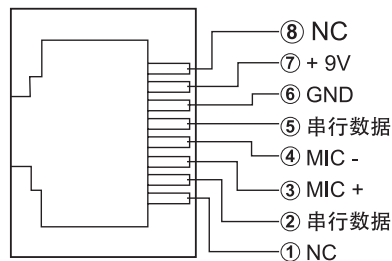 ⑧ NC
⑦ + 9V
⑥ GND
⑤ 串行数据
④ MIC -
③ MIC +
② 串行数据
① NC